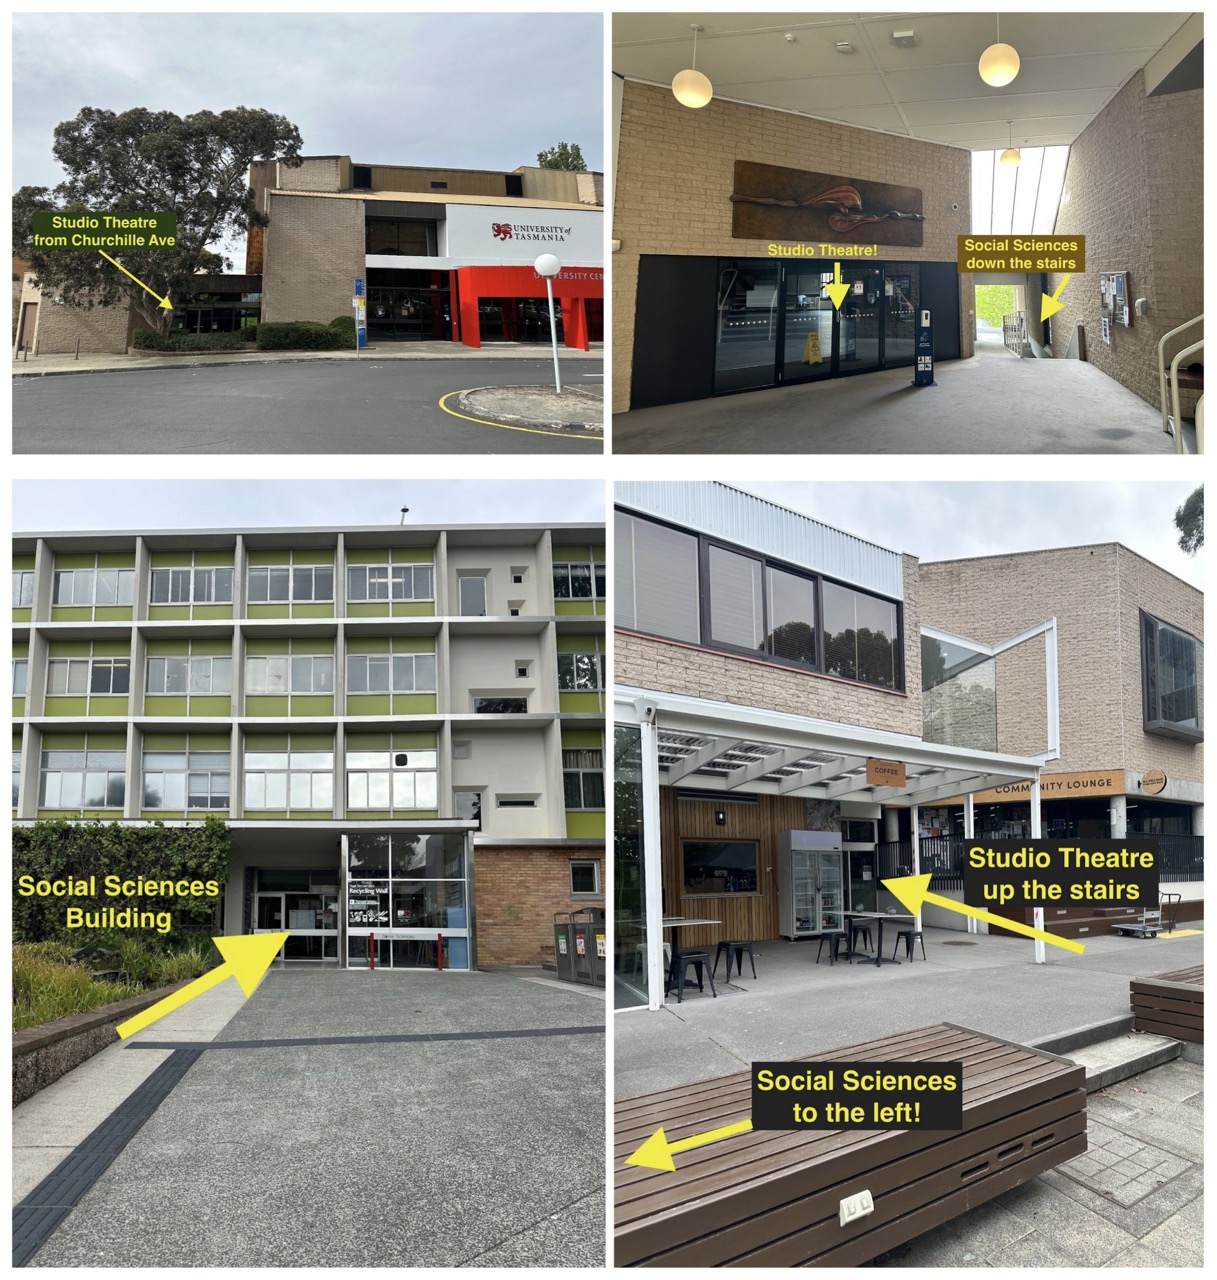 Studio Theatre
from Churchille Ave
UNIVERSITY of
TASMANIA
UNIVERSITY CEN
Studio Theatre!
Social Sciences
down the stairs
Social Sciences
Building
Recycling Wall
Social Sciences
COFFEE
COMMUNITY LOUNGE
Studio Theatre
up the stairs
Social Sciences
to the left!